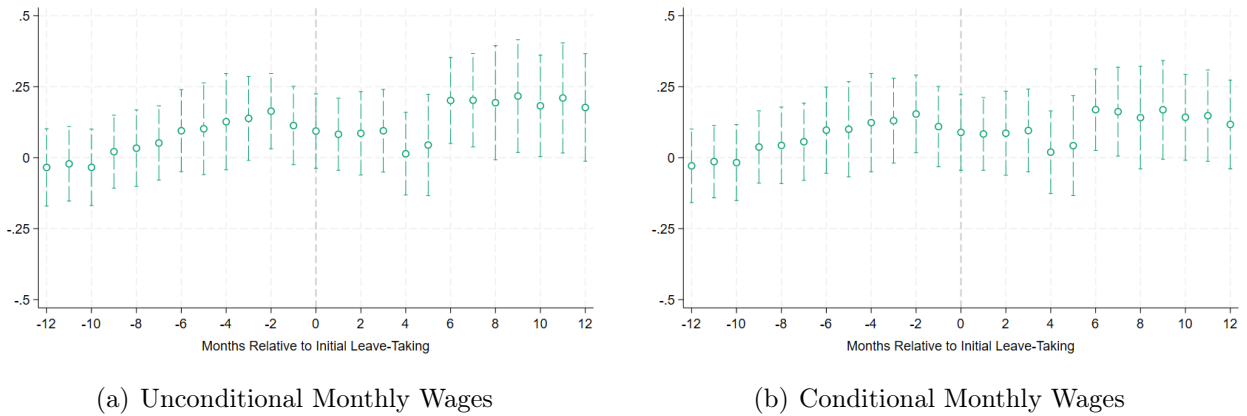 .5
.25
0
-.25
-.5
-12 -10 -8 -6 -4 -2 0 2 4 6 8 10 12
Months Relative to Initial Leave-Taking
(a) Unconditional Monthly Wages
.5
.25
0
-.25
-.5
-12 -10 -8 -6 -4 -2 0 2 4 6 8 10 12
Months Relative to Initial Leave-Taking
(b) Conditional Monthly Wages